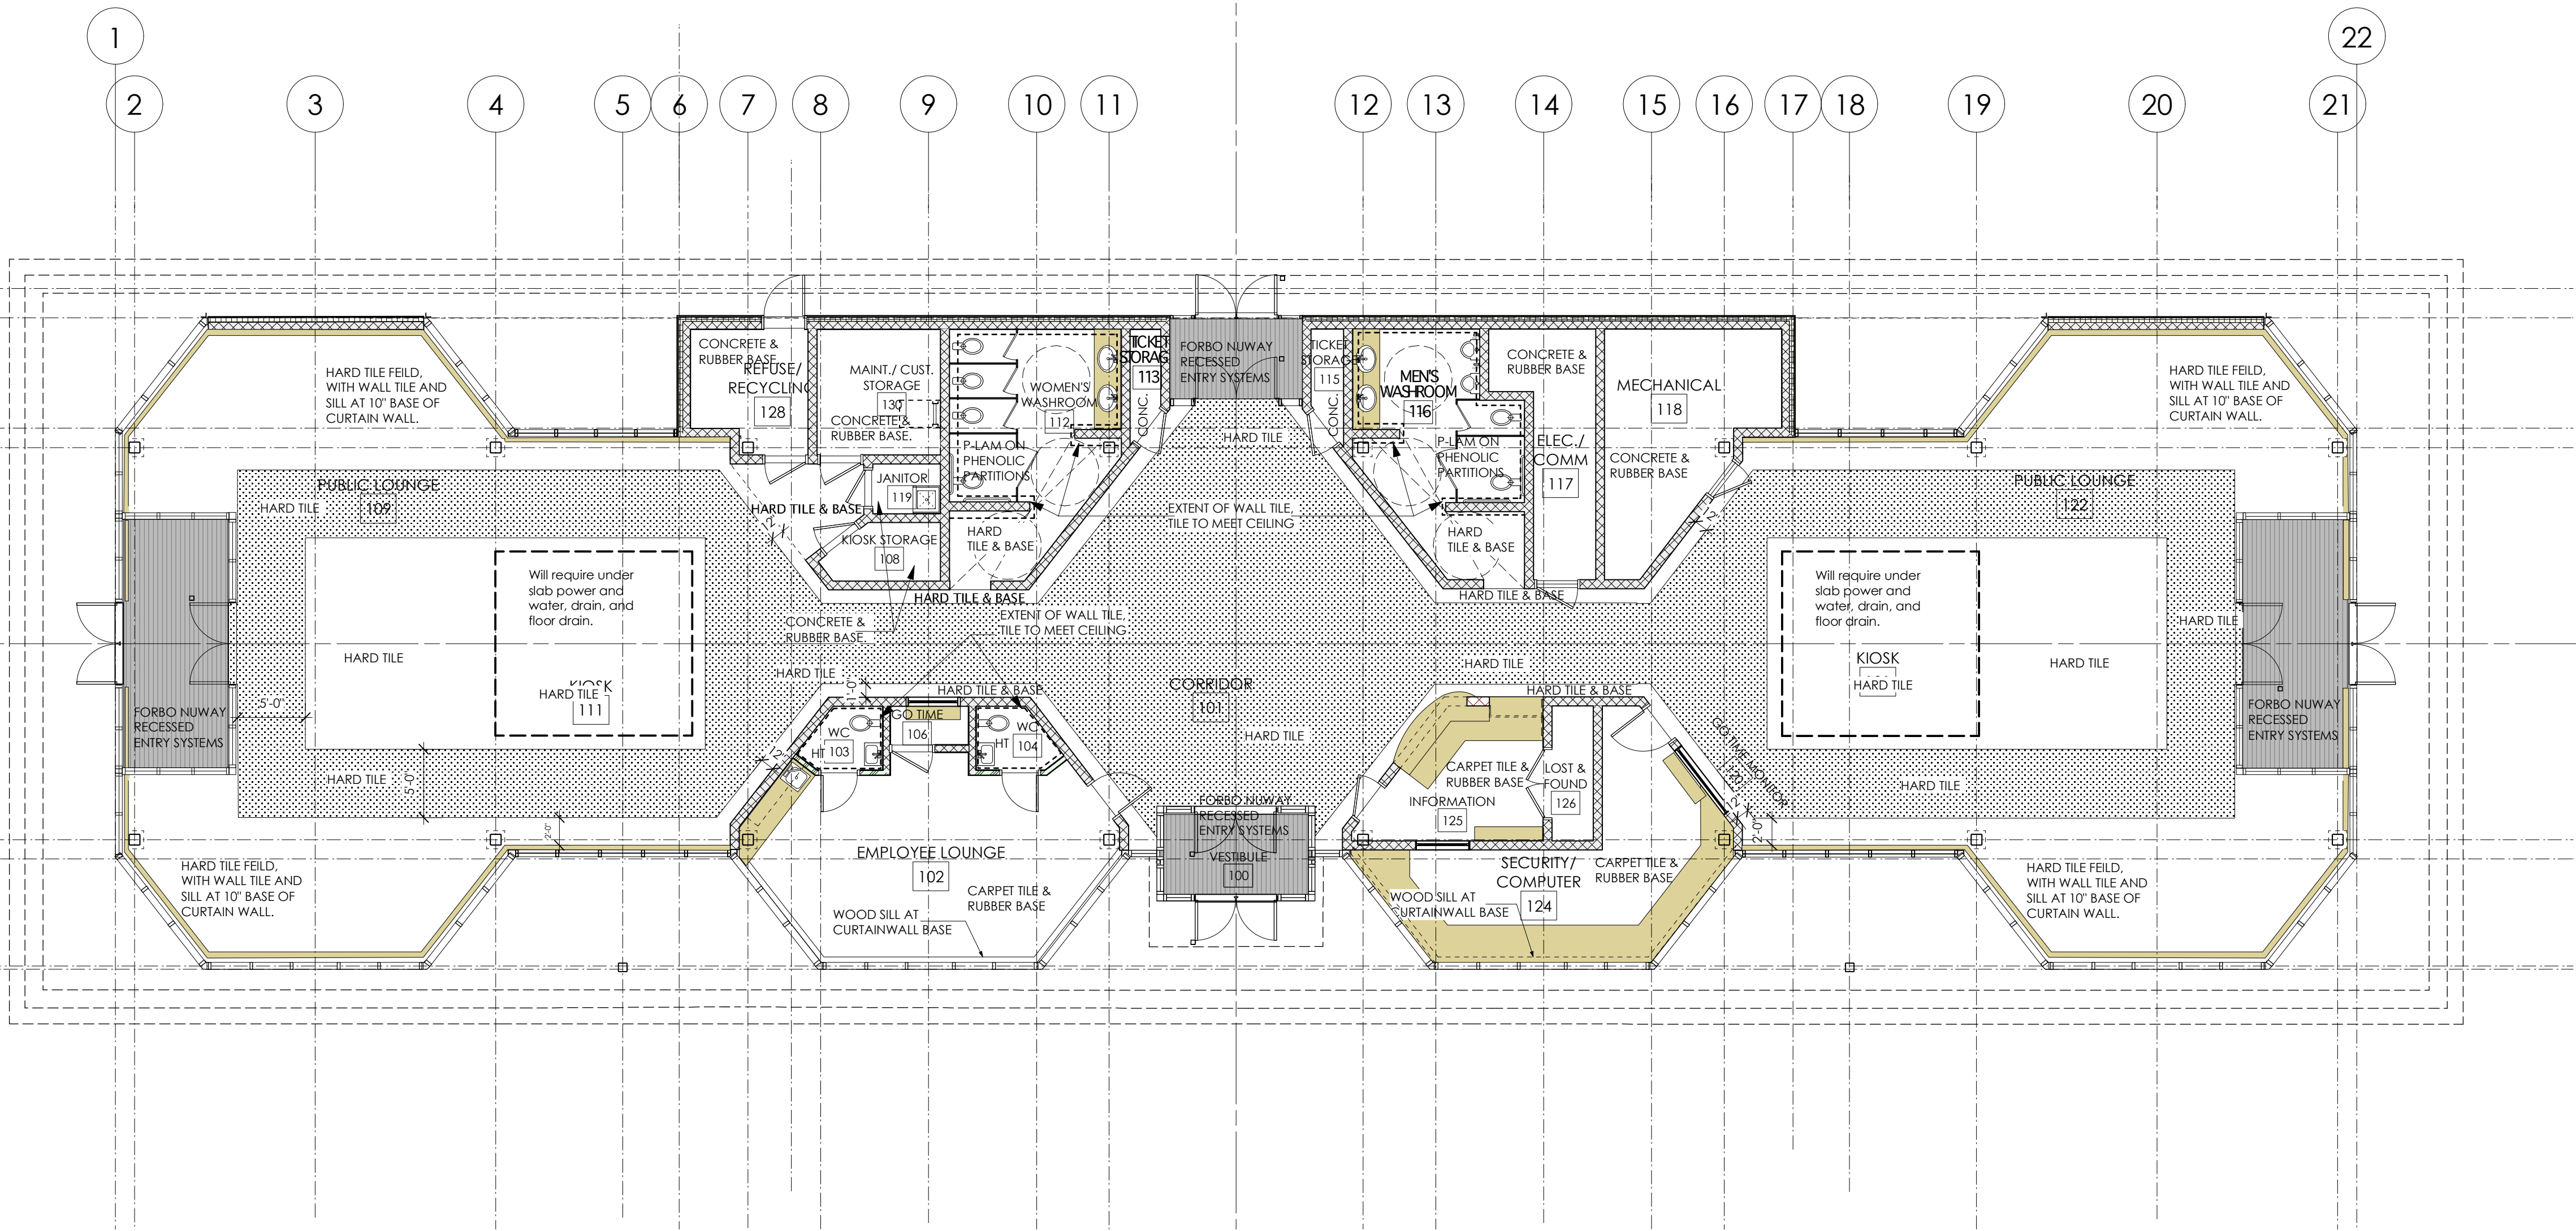 1
22
2
3
4
5
6
7
8
9
10
11
12
13
14
15
16
17
18
19
20
21
HARD TILE FEILD,
WITH WALL TILE AND
SILL AT 10" BASE OF
CURTAIN WALL.
CONCRETE &
RUBBER BASE
REFUSE/
RECYCLING
128
MAINT./ CUST.
STORAGE
130
CONCRETE &
RUBBER BASE.
WOMEN'S
WASHROOM
112
P-LAM ON
PHENOLIC
PARTITIONS
TICKET
STORAG
113
CONC.
FORBO NUWAY
RECESSED
ENTRY SYSTEMS
TICKET
STORAGE
115
CONC.
MEN'S
WASHROOM
116
P-LAM ON
PHENOLIC
PARTITIONS
CONCRETE &
RUBBER BASE
ELEC./
COMM
117
MECHANICAL
118
CONCRETE &
RUBBER BASE
HARD TILE FEILD,
WITH WALL TILE AND
SILL AT 10" BASE OF
CURTAIN WALL.
HARD TILE
PUBLIC LOUNGE
109
HARD TILE
HARD TILE & BASE
12"
JANITOR
119
KIOSK STORAGE
108
HARD
TILE & BASE
EXTENT OF WALL TILE,
TILE TO MEET CEILING
HARD
TILE & BASE
12"
PUBLIC LOUNGE
122
Will require under
slab power and
water, drain, and
floor drain.
HARD TILE & BASE
HARD TILE & BASE
Will require under
slab power and
water, drain, and
floor drain.
CONCRETE &
RUBBER BASE.
EXTENT OF WALL TILE,
TILE TO MEET CEILING
HARD TILE
HARD TILE
KIOSK
HARD TILE
111
HARD TILE
HARD TILE
HARD TILE
KIOSK
HARD TILE
HARD TILE
5'-0"
FORBO NUWAY
RECESSED
ENTRY SYSTEMS
1'-0"
HARD TILE & BASE
CORRIDOR
101
HARD TILE
HARD TILE & BASE
GO TIME
106
WC
HT 103
WC
HT 104
FORBO NUWAY
RECESSED
ENTRY SYSTEMS
GO TIME MONITOR
120
12"
HARD TILE
5'-0"
12"
CARPET TILE &
RUBBER BASE
LOST &
FOUND
126
INFORMATION
125
HARD TILE
2'-0"
2'-0"
FORBO NUWAY
RECESSED
ENTRY SYSTEMS
VESTIBULE
100
EMPLOYEE LOUNGE
102
CARPET TILE &
RUBBER BASE
WOOD SILL AT
CURTAINWALL BASE
SECURITY/
COMPUTER
124
CARPET TILE &
RUBBER BASE
WOOD SILL AT
CURTAINWALL BASE
HARD TILE FEILD,
WITH WALL TILE AND
SILL AT 10" BASE OF
CURTAIN WALL.
HARD TILE FEILD,
WITH WALL TILE AND
SILL AT 10" BASE OF
CURTAIN WALL.